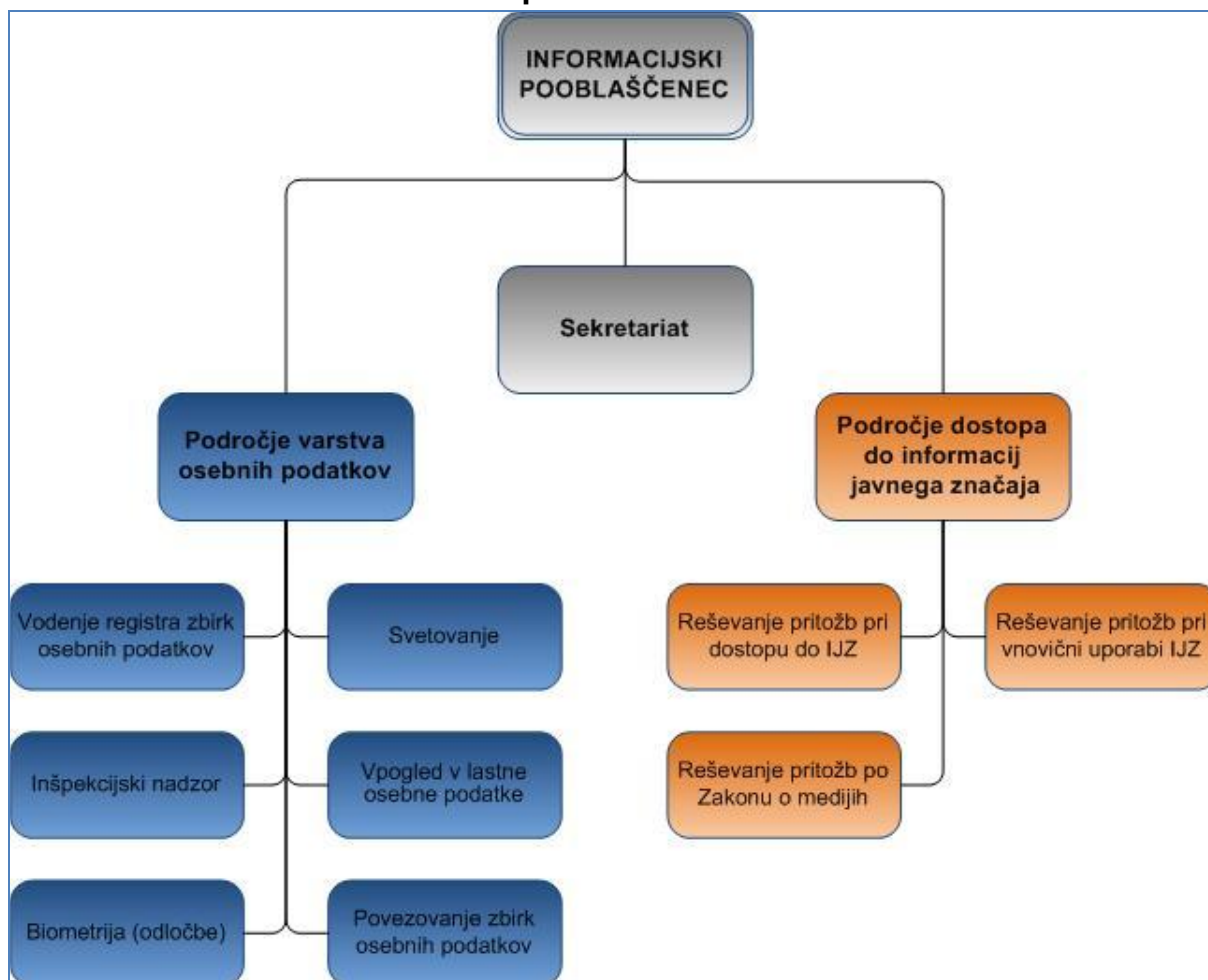 INFORMACIJSKI
POOBLAŠČENEC
Sekretariat
Področje varstva
osebnih podatkov
Področje dostopa
do informacij
javnega značaja
Vodenje registra zbirk
osebnih podatkov
Svetovanje
Reševanje pritožb pri
dostopu do IJZ
Reševanje pritožb pri
vnovični uporabi IJZ
Inšpekcijski nadzor
Vpogled v lastne
osebne podatke
Reševanje pritožb po
Zakonu o medijih
Biometrija (odločbe)
Povezovanje zbirk
osebnih podatkov